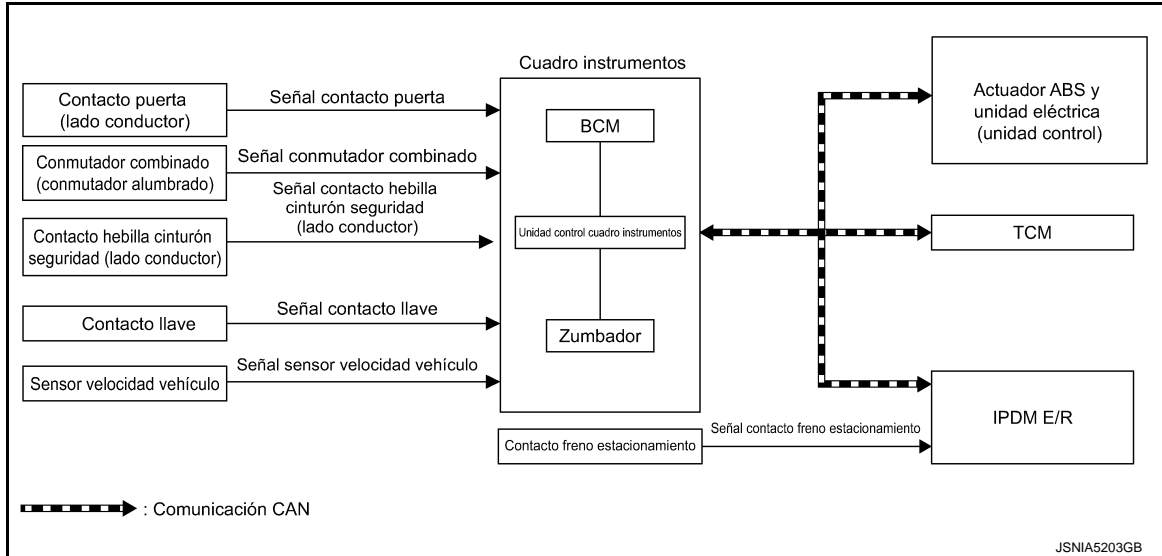 Cuadro instrumentos
Contacto puerta
(lado conductor)
Señal contacto puerta
Conmutador combinado
(conmutador alumbrado)
Señal conmutador combinado
Contacto hebilla cinturón
seguridad (lado conductor)
Señal contacto hebilla
cinturón seguridad
(lado conductor)
Contacto llave
Señal contacto llave
Sensor velocidad vehículo
Señal sensor velocidad vehículo
BCM
Unidad control cuadro instrumentos
Zumbador
Contacto freno estacionamiento
Señal contacto freno estacionamiento
Actuador ABS y
unidad eléctrica
(unidad control)
TCM
IPDM E/R
: Comunicación CAN
JSNIA5203GB